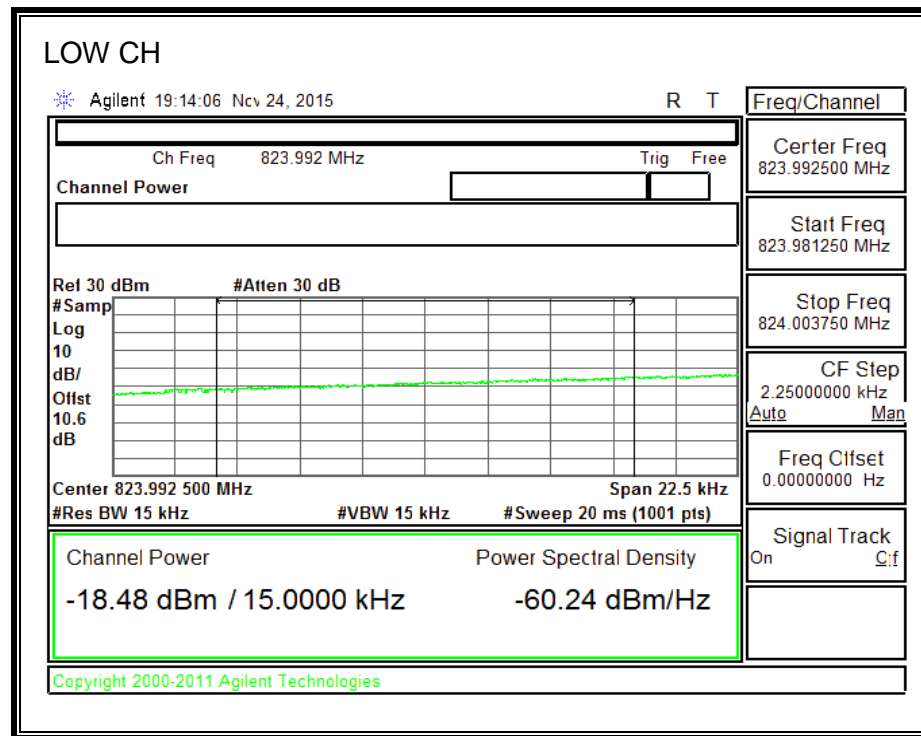 LOW CH
Agilent 19:14:06 Nov 24, 2015 R T
Freq/Channel
Ch Freq 823.992 MHz Trig Free
Channel Power
Center Freq
823.992500 MHz
Start Freq
823.981250 MHz
Stop Freq
824.003750 MHz
CF Step
2.25000000 kHz
Auto Man
Freq Offset
0.00000000 Hz
Signal Track
On Off
Ref 30 dBm #Atten 30 dB
#Samp
Log
10
dB/
Offst
10.6
dB
Center 823.992 500 MHz Span 22.5 kHz
#Res BW 15 kHz #VBW 15 kHz #Sweep 20 ms (1001 pts)
Channel Power Power Spectral Density
-18.48 dBm / 15.0000 kHz -60.24 dBm/Hz
Copyright 2000-2011 Agilent Technologies